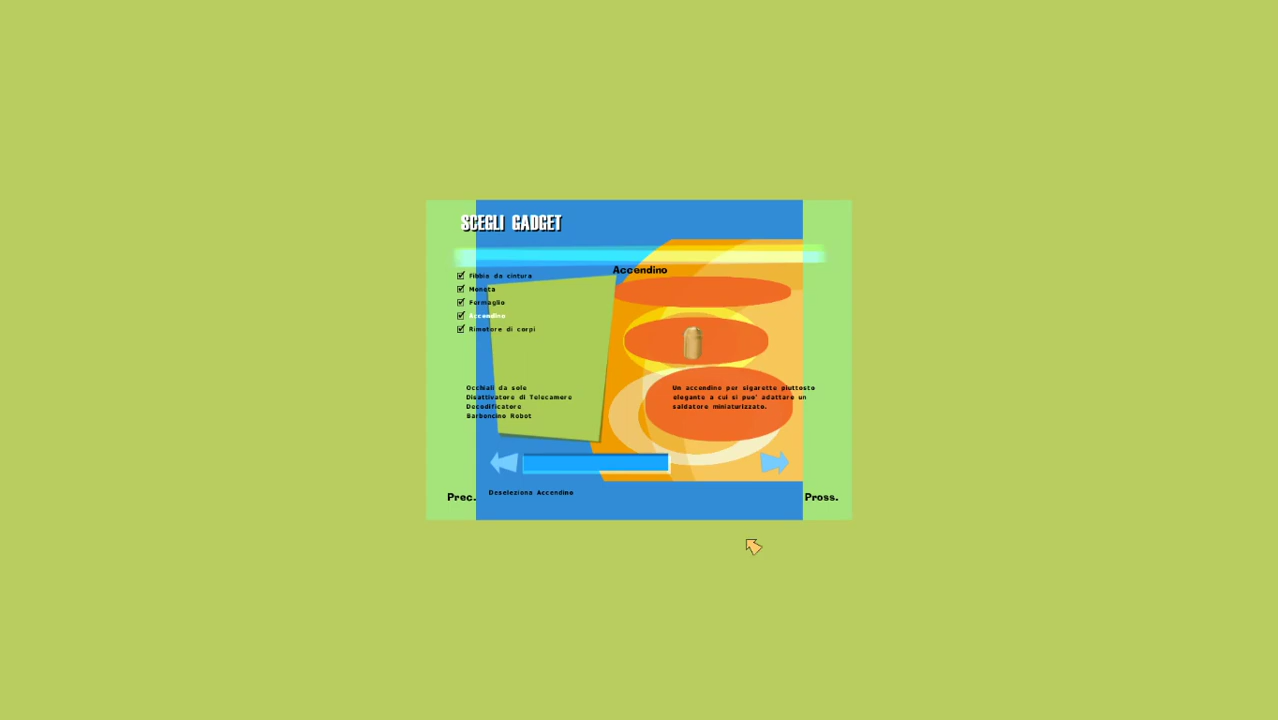 SCEGLI GADGET
Accendino
Fibbia da cintura
Moneta
Fermaglio
Accendino
Rimotore di corpi
Occhiali da sole
Disattivatore di Telecamere
Decodificatore
Barboncino Robot
Un accendino per sigarette piuttosto
elegante a cui si puo' adattare un
saldatore miniaturizzato.
Deseleziona Accendino
Prec.
Pross.